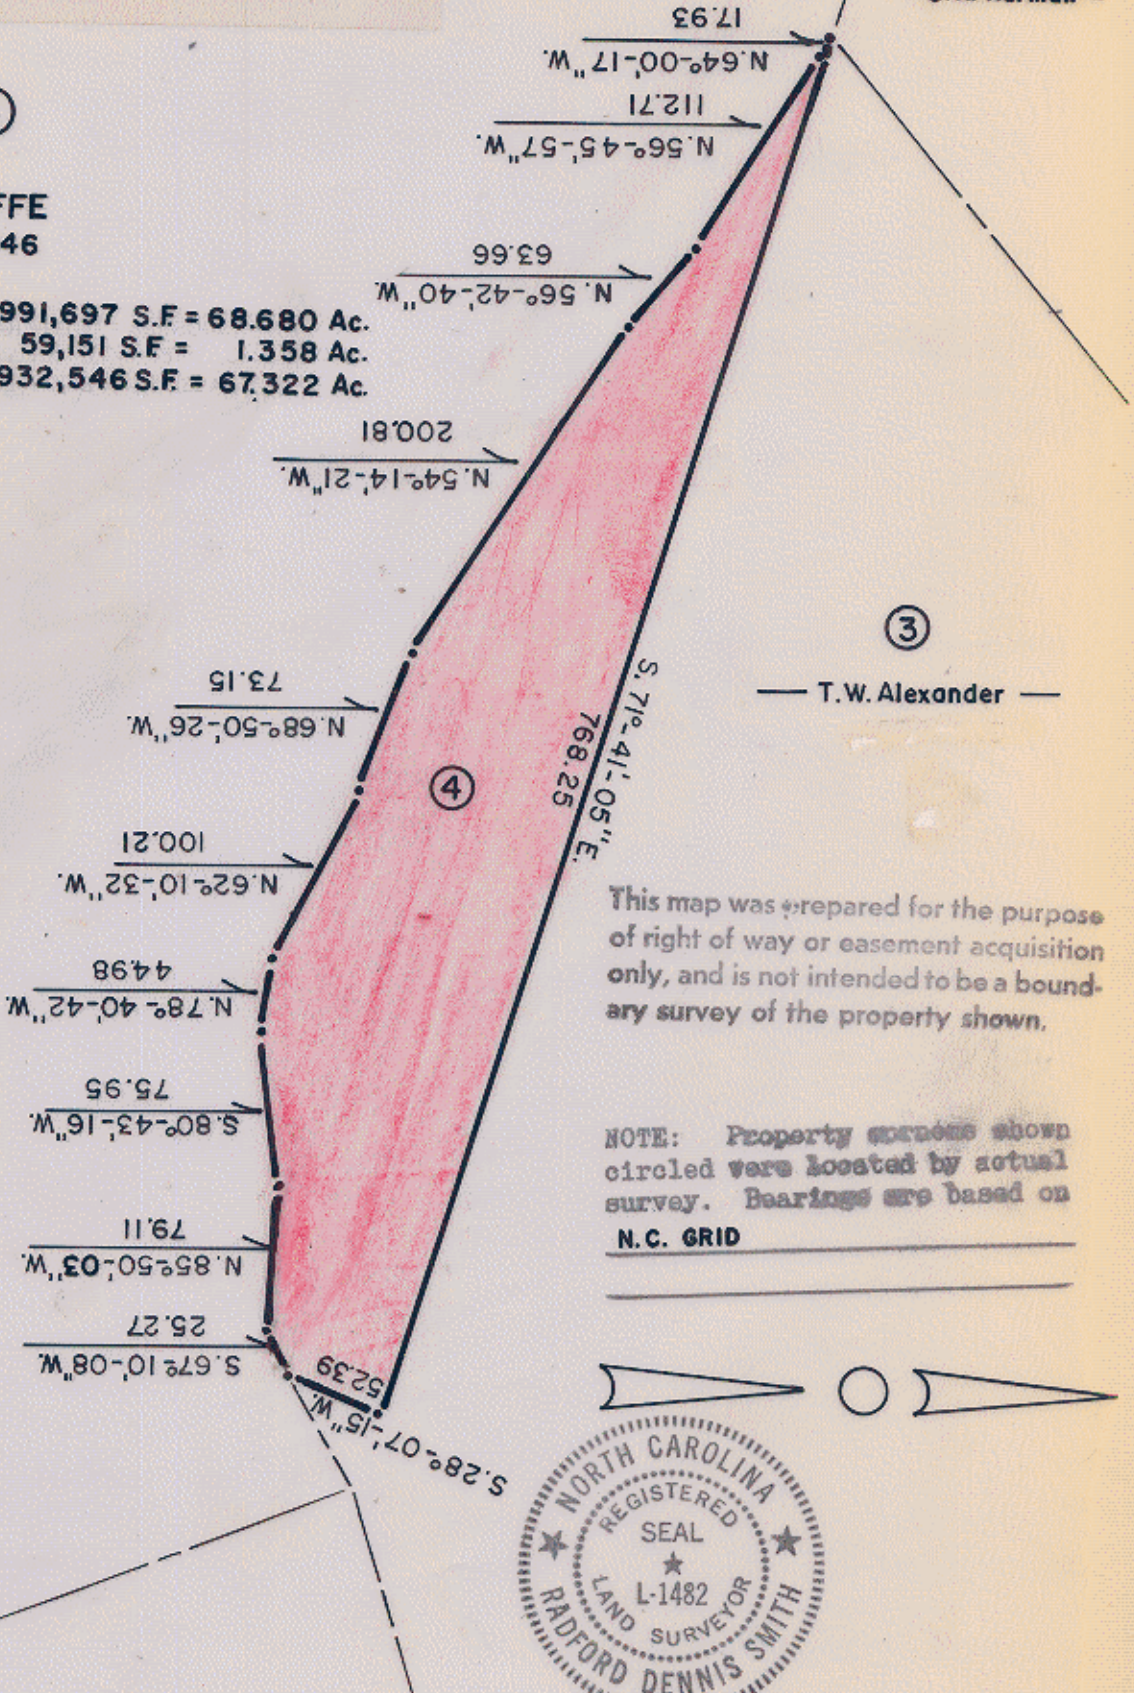 17.93
N.64°-00'-17"W.
112.71
N.56°-45'-57"W.
63.66
N.56°-42'-40"W.
200.81
N.54°-14'-21"W.
FFE
46
991,697 S.F. = 68.680 Ac.
59,151 S.F. = 1.358 Ac.
932,546 S.F. = 67.322 Ac.
73.15
N.68°-50'-26"W.
100.21
N.62°-10'-32"W.
44.98
N.78°-40'-42"W.
75.95
S.80°-43'-16"W.
79.11
N.85°-50'-03"W.
25.27
S.67°-10'-08"W.
52.39
S.28°-07'-15"W.
S.71°-41'-05"E.
768.25
4
3
T.W. Alexander
This map was prepared for the purpose
of right of way or easement acquisition
only, and is not intended to be a bound-
ary survey of the property shown.
NOTE: Property corners shown
circled were located by actual
survey. Bearings are based on
N.C. GRID
NORTH CAROLINA
REGISTERED
SEAL
L-1482
LAND SURVEYOR
RADFORD DENNIS SMITH